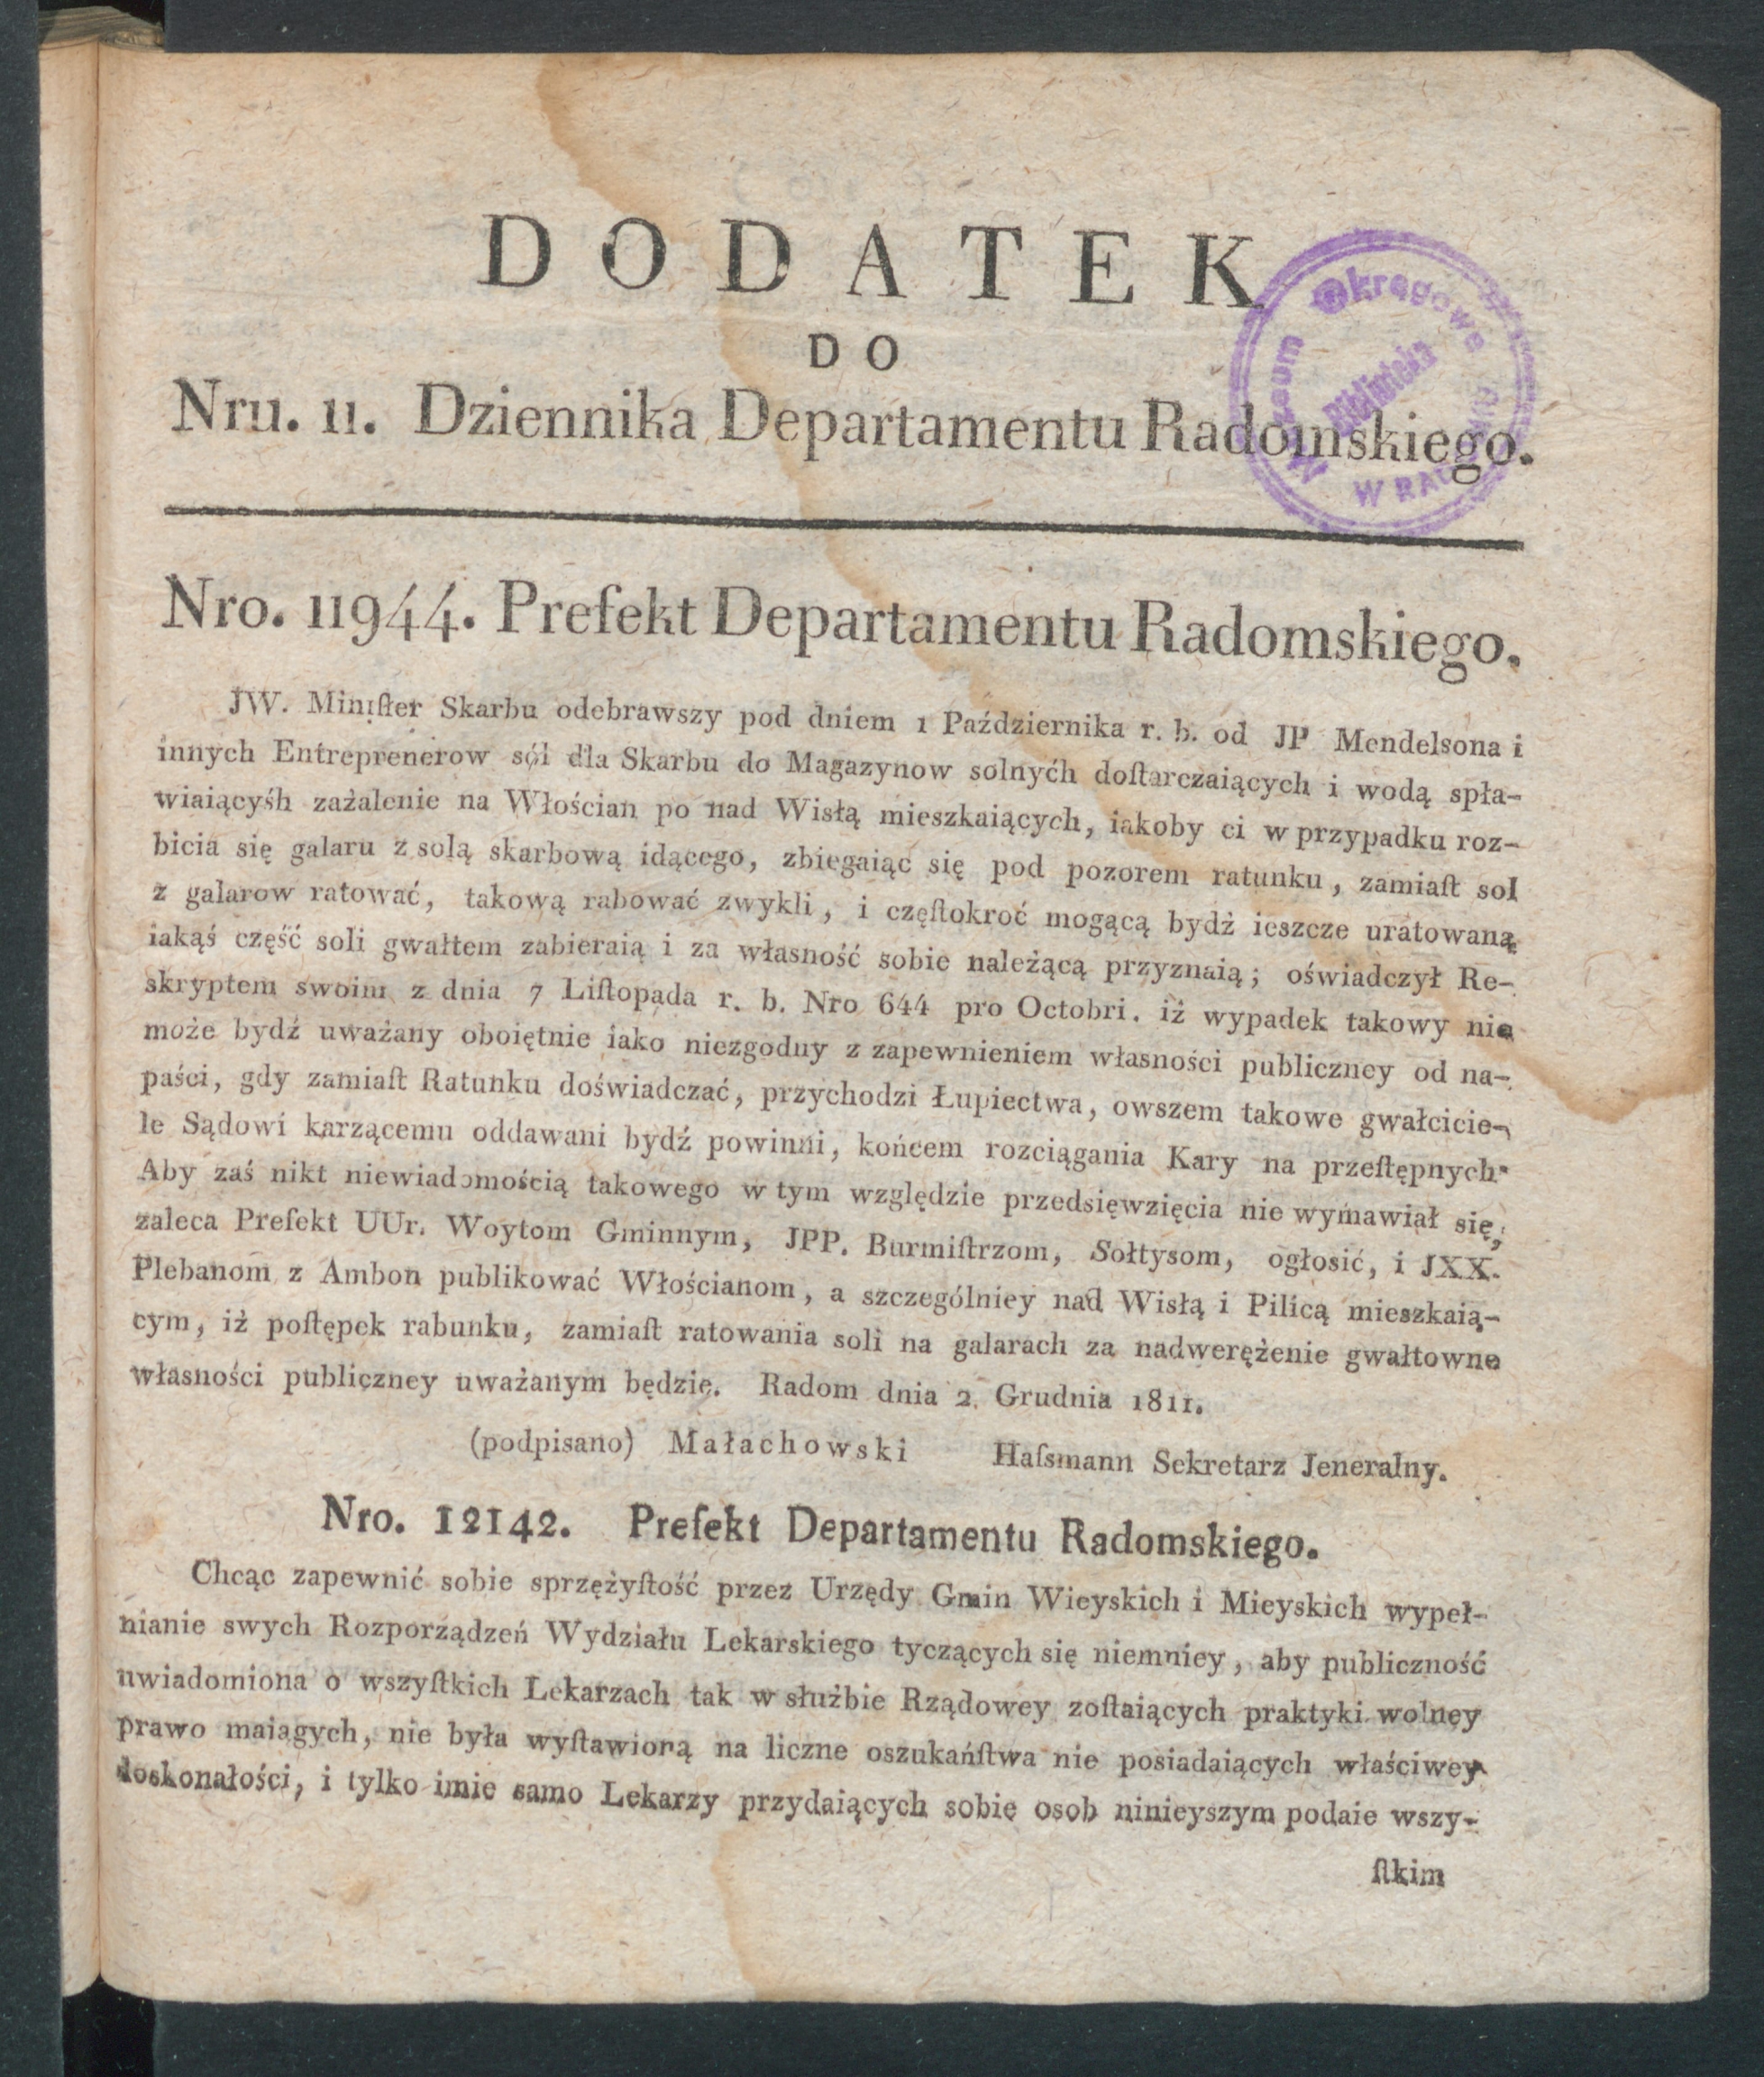 DODATEK
DO
Nru. 11. Dziennika Departamentu Radomskiego.
Muzeum Okręgowe
Biblioteka
W RADOMIU
Nro. 11944. Prefekt Departamentu Radomskiego.
JW. Miniſter Skarbu odebrawszy pod dniem 1 Października r. b. od JP Mendelsona i
innych Entreprenerow sól dla Skarbu do Magazynow solnyćh doſtarczaiących i wodą spła-
wiaiącyśh zażalenie na Włościan po nad Wisłą mieszkaiących, iakoby ci w przypadku roz-
bicia się galaru z solą skarbową idącego, zbiegaiąc się pod pozorem ratunku, zamiaſt sol
z galarow ratować, takową rabować zwykli, i częſtokroć mogącą bydź ieszcze uratowaną
iakąś część soli gwałtem zabieraią i za własność sobie należącą przyznaią; oświadczył Re-
skryptem swoim z dnia 7 Liſtopada r. b. Nro 644 pro Octobri. iż wypadek takowy nie
może bydź uważany oboiętnie iako niezgodny z zapewnieniem własności publiczney od na-
paści, gdy zamiaſt Ratunku doświadczać, przychodzi Łupiectwa, owszem takowe gwałcicie-
le Sądowi karzącemu oddawani bydź powinni, końcem rozciągania Kary na przeſtępnych.
Aby zaś nikt niewiadomością takowego w tym względzie przedsięwzięcia nie wymawiał się,
zaleca Prefekt UUr. Woytom Gminnym, JPP. Burmiſtrzom, Sołtysom, ogłosić, i JXX.
Plebanom z Ambon publikować Włościanom, a szczególniey nad Wisłą i Pilicą mieszkaią-
cym, iż poſtępek rabunku, zamiaſt ratowania soli na galarach za nadwerężenie gwałtowne
własności publiczney uważanym będzie. Radom dnia 2. Grudnia 1811.
(podpisano) Małachowski Haſsmann Sekretarz Jeneralny.
Nro. 12142. Prefekt Departamentu Radomskiego.
Chcąc zapewnić sobie sprzężyſtość przez Urzędy Gmin Wieyskich i Mieyskich wypeł-
nianie swych Rozporządzeń Wydziału Lekarskiego tyczących się niemniey, aby publiczność
uwiadomiona o wszyſtkich Lekarzach tak w służbie Rządowey zoſtaiących praktyki wolney
prawo maiągych, nie była wyſtawioną na liczne oszukańſtwa nie posiadaiących właściwey
doskonałości, i tylko imie samo Lekarzy przydaiących sobie osob ninieyszym podaie wszy-
ſtkim